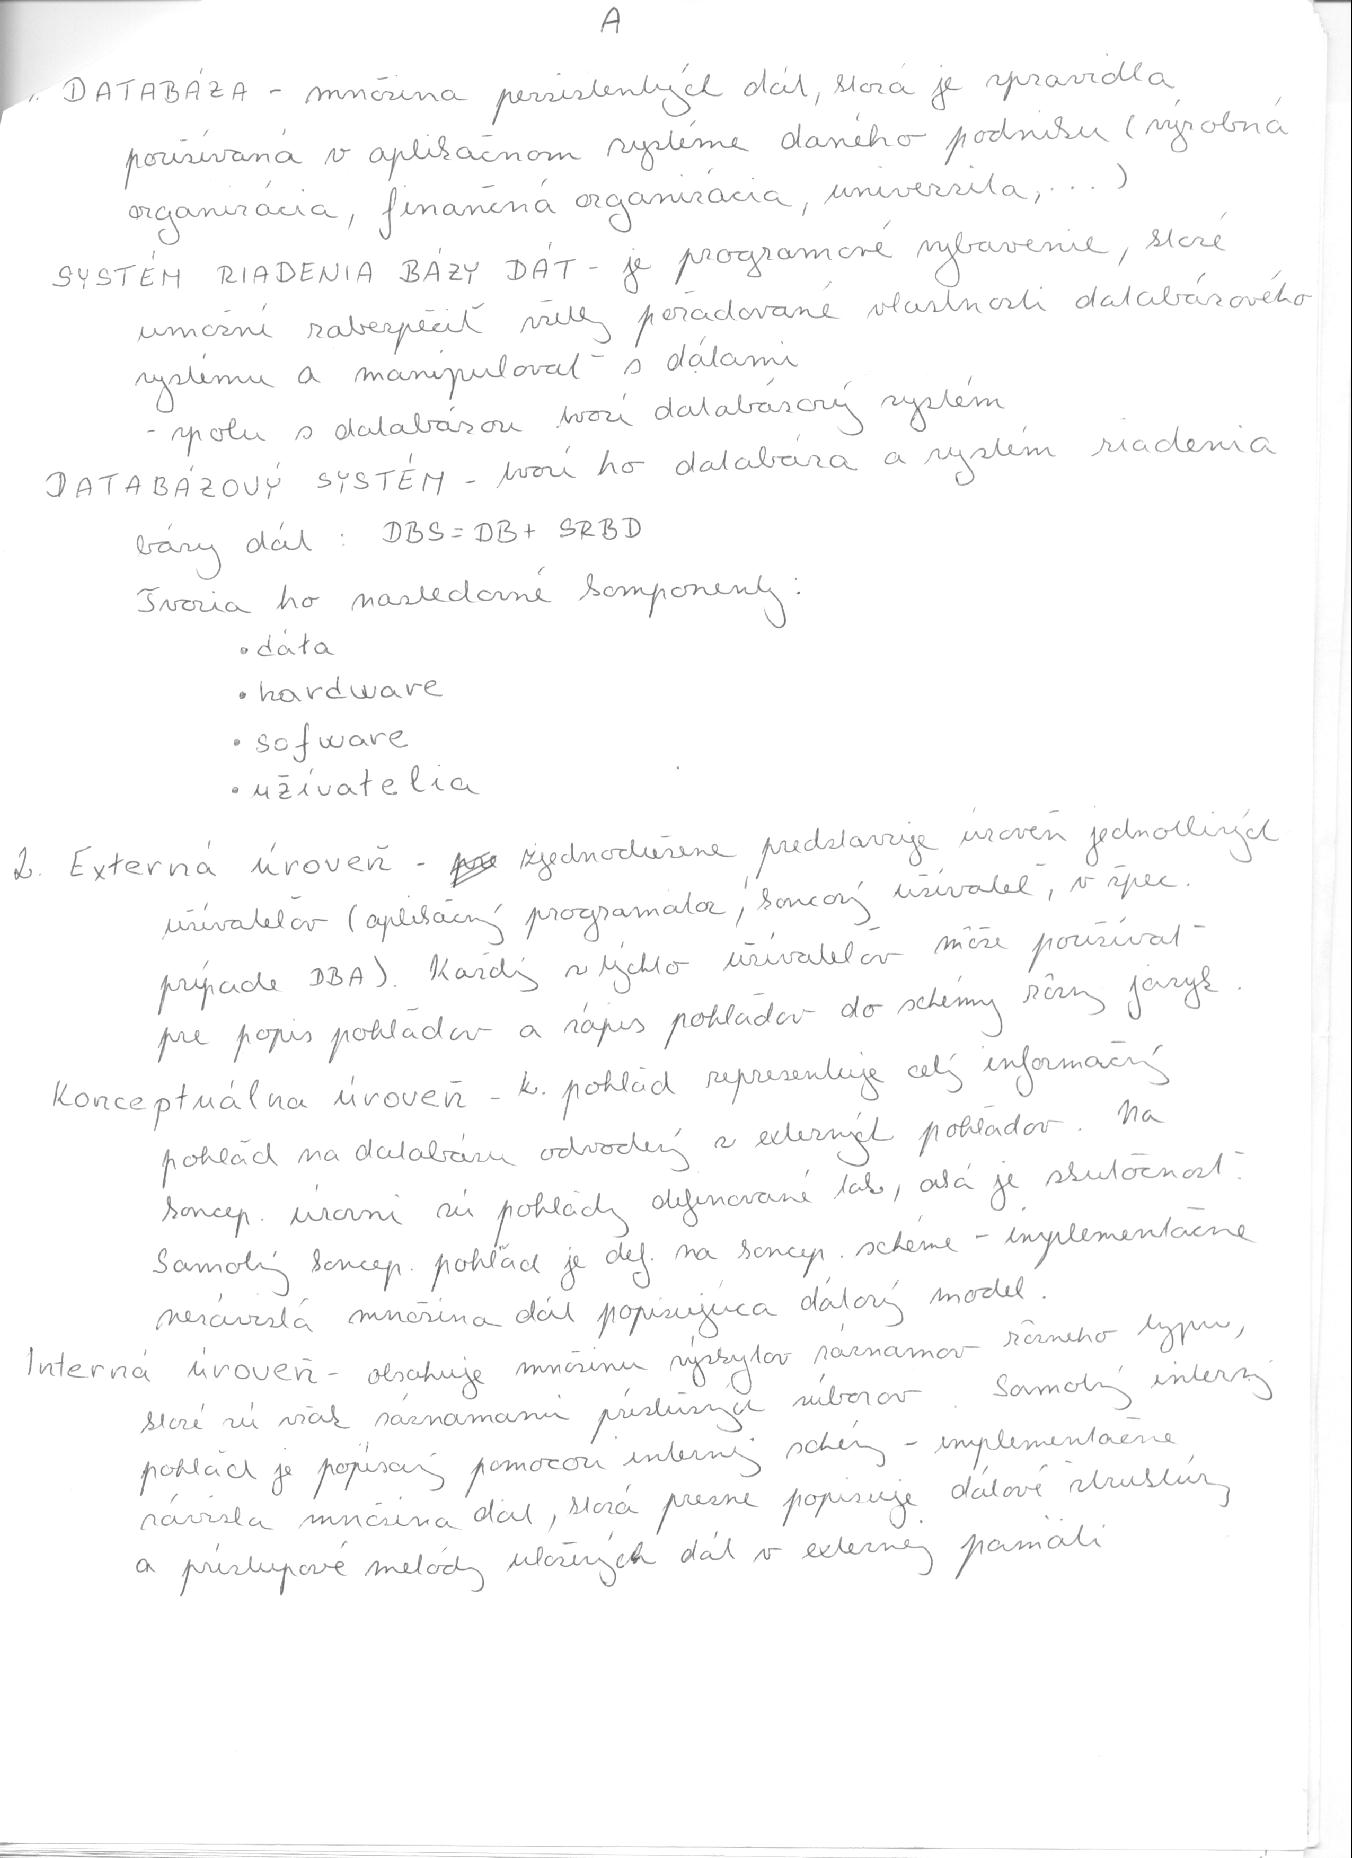 A
1. DATABÁZA - množina perzistentných dát, ktorá je spravidla
používaná v aplikačnom systéme daného podniku (výrobná
organizácia, finančná organizácia, univerzita, ...)
SYSTÉM RIADENIA BÁZY DÁT - je programové vybavenie, ktoré
umožní zabezpečiť všetky požadované vlastnosti databázového
systému a manipulovať s dátami
- spolu s databázou tvorí databázový systém
DATABÁZOVÝ SYSTÉM - tvorí ho databáza a systém riadenia
bázy dát : DBS = DB + SRBD
Tvoria ho nasledovné komponenty:
• dáta
• hardware
• sofware
• užívatelia
2. Externá úroveň - zjednodušene predstavuje úroveň jednotlivých
užívateľov (aplikačný programátor, koncový užívateľ, v špec.
prípade DBA). Každý z týchto užívateľov môže používať
pre popis pohľadov a zápis pohľadov do schémy rôzny jazyk.
Konceptuálna úroveň - k. pohľad reprezentuje celý informačný
pohľad na databázu odvodený z externých pohľadov. Na
koncep. úrovni sú pohľady definované tak, aká je skutočnosť.
Samotný koncep. pohľad je def. na koncep. schéme - implementačne
nezávislá množina dát popisujúca dátový model.
Interná úroveň - obsahuje množinu výskytov záznamov rôzneho typu,
ktoré sú však záznamami príslušných súborov. Samotný interný
pohľad je popísaný pomocou internej schémy - implementačne
závislá množina dát, ktorá presne popisuje dátové štruktúry
a prístupové metódy uložených dát v externej pamäti